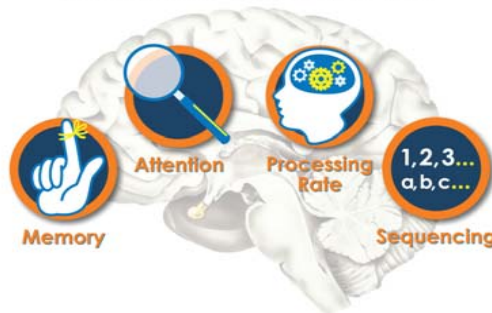 Memory
Attention
Processing
Rate
1,2,3...
a,b,c...
Sequencing